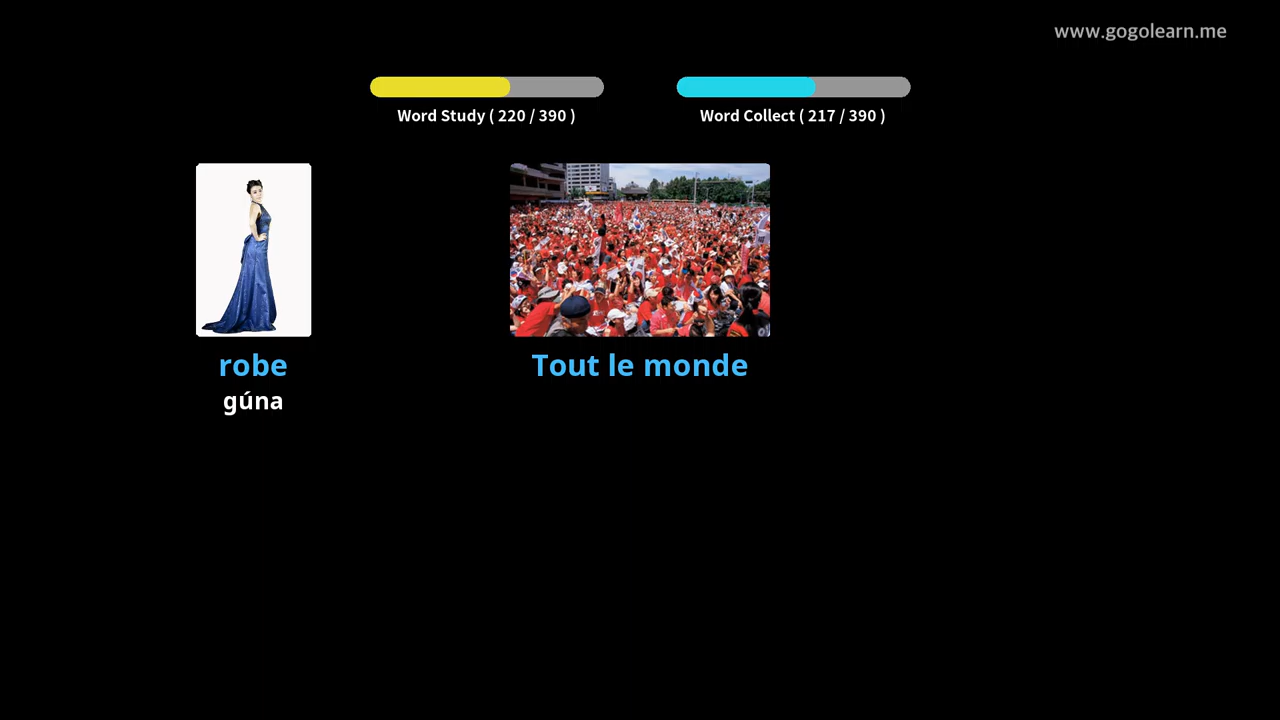 www.gogolearn.me
Word Study ( 220 / 390 )
Word Collect ( 217 / 390 )
robe
gúna
Tout le monde